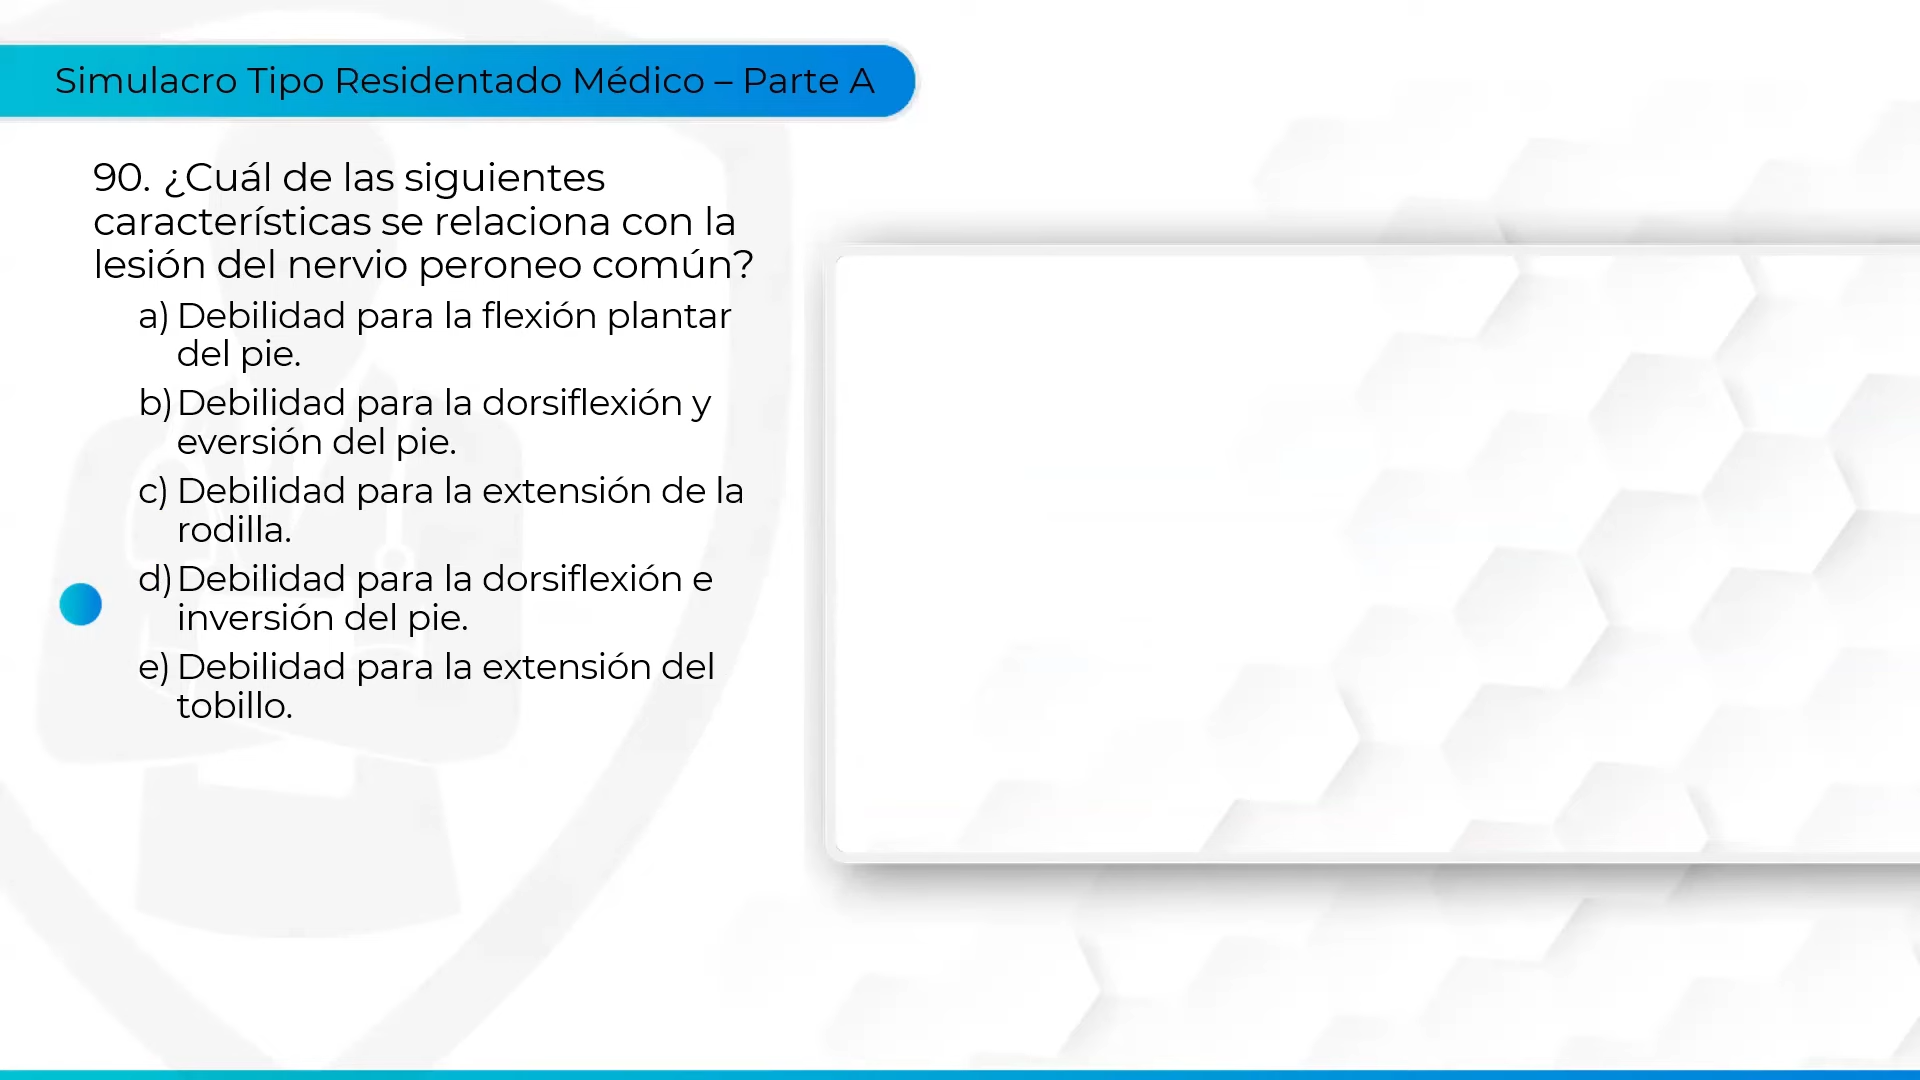 Simulacro Tipo Residentado Médico – Parte A
90. ¿Cuál de las siguientes
características se relaciona con la
lesión del nervio peroneo común?
a) Debilidad para la flexión plantar
del pie.
b) Debilidad para la dorsiflexión y
eversión del pie.
c) Debilidad para la extensión de la
rodilla.
d) Debilidad para la dorsiflexión e
inversión del pie.
e) Debilidad para la extensión del
tobillo.